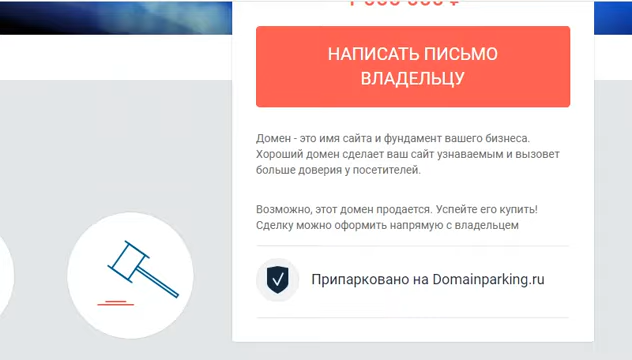 НАПИСАТЬ ПИСЬМО
ВЛАДЕЛЬЦУ
Домен - это имя сайта и фундамент вашего бизнеса.
Хороший домен сделает ваш сайт узнаваемым и вызовет
больше доверия у посетителей.
Возможно, этот домен продается. Успейте его купить!
Сделку можно оформить напрямую с владельцем
Припарковано на Domainparking.ru